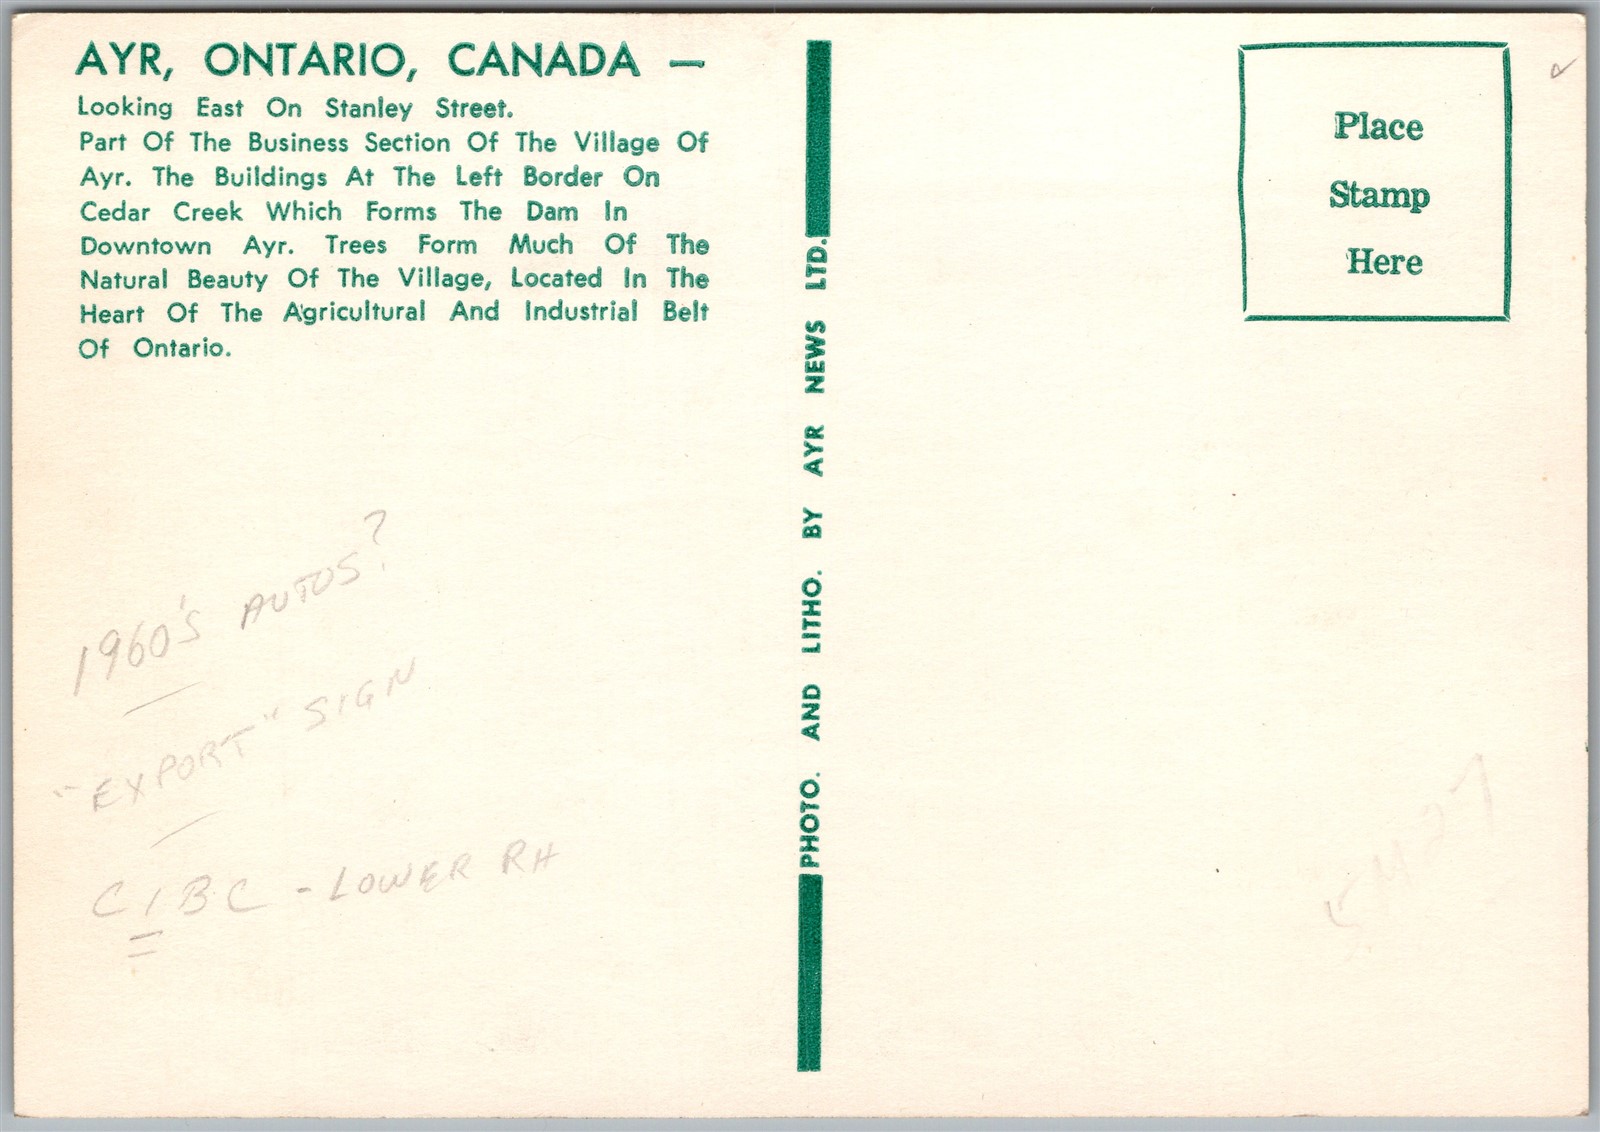 AYR, ONTARIO, CANADA —
Looking East On Stanley Street.
Part Of The Business Section Of The Village Of
Ayr. The Buildings At The Left Border On
Cedar Creek Which Forms The Dam In
Downtown Ayr. Trees Form Much Of The
Natural Beauty Of The Village, Located In The
Heart Of The Agricultural And Industrial Belt
Of Ontario.
1960'S AUTOS?
"EXPORT" SIGN
CIBC - LOWER RH
PHOTO. AND LITHO. BY AYR NEWS LTD.
Place
Stamp
Here